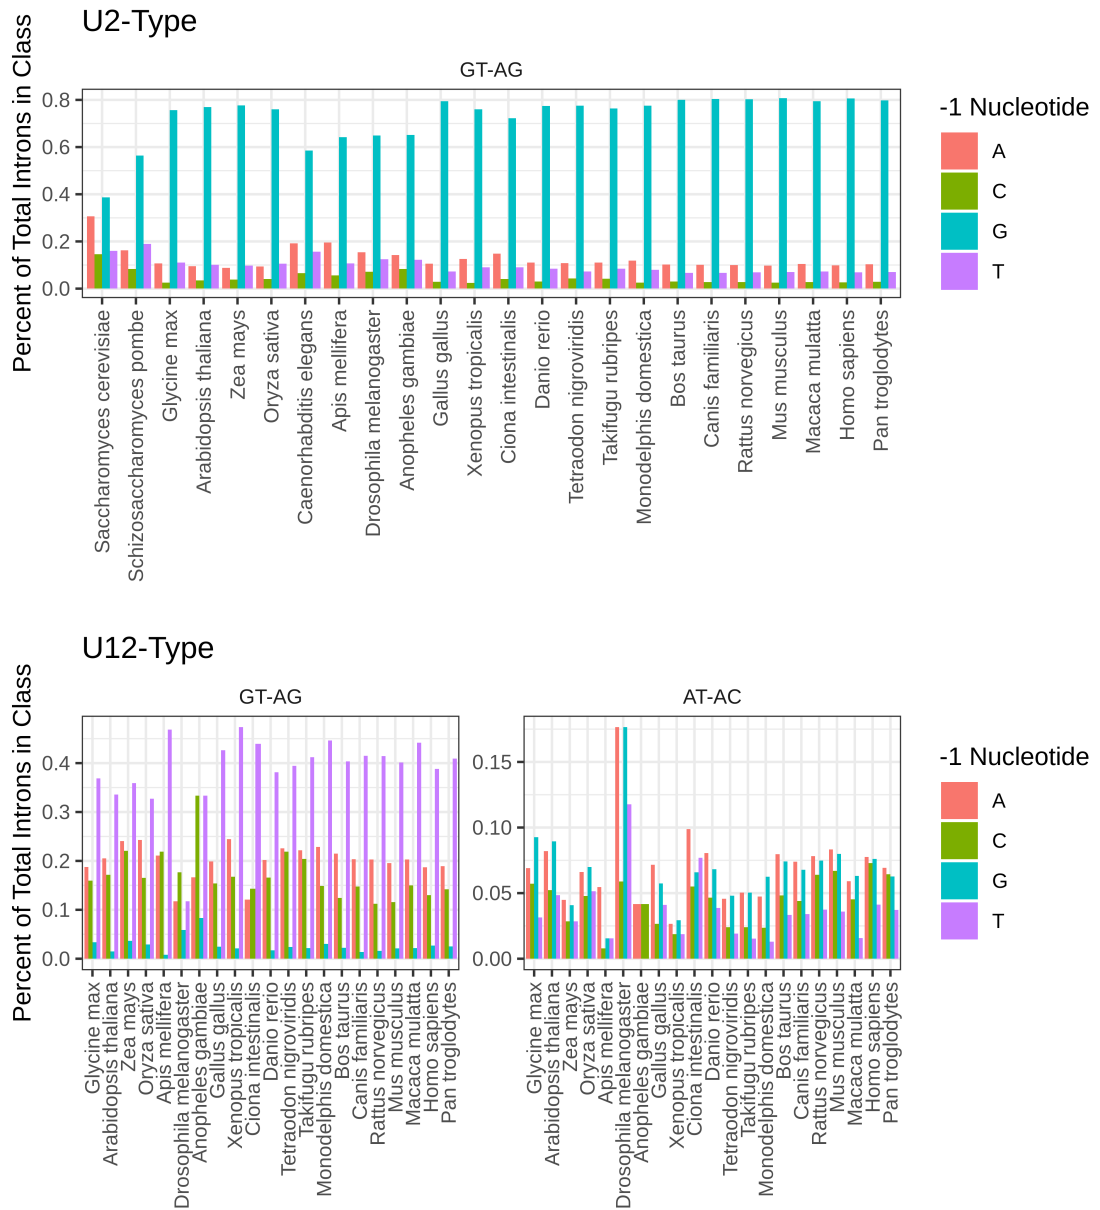 U2-Type
GT-AG
Percent of Total Introns in Class
0.8
0.6
0.4
0.2
0.0
Saccharomyces cerevisiae
Schizosaccharomyces pombe
Glycine max
Arabidopsis thaliana
Zea mays
Oryza sativa
Caenorhabditis elegans
Apis mellifera
Drosophila melanogaster
Anopheles gambiae
Gallus gallus
Xenopus tropicalis
Ciona intestinalis
Danio rerio
Tetraodon nigroviridis
Takifugu rubripes
Monodelphis domestica
Bos taurus
Canis familiaris
Rattus norvegicus
Mus musculus
Macaca mulatta
Homo sapiens
Pan troglodytes
-1 Nucleotide
A
C
G
T
U12-Type
GT-AG
Percent of Total Introns in Class
0.4
0.3
0.2
0.1
0.0
Glycine max
Arabidopsis thaliana
Zea mays
Oryza sativa
Apis mellifera
Drosophila melanogaster
Anopheles gambiae
Gallus gallus
Xenopus tropicalis
Ciona intestinalis
Danio rerio
Tetraodon nigroviridis
Takifugu rubripes
Monodelphis domestica
Bos taurus
Canis familiaris
Rattus norvegicus
Mus musculus
Macaca mulatta
Homo sapiens
Pan troglodytes
AT-AC
0.15
0.10
0.05
0.00
Glycine max
Arabidopsis thaliana
Zea mays
Oryza sativa
Apis mellifera
Drosophila melanogaster
Anopheles gambiae
Gallus gallus
Xenopus tropicalis
Ciona intestinalis
Danio rerio
Tetraodon nigroviridis
Takifugu rubripes
Monodelphis domestica
Bos taurus
Canis familiaris
Rattus norvegicus
Mus musculus
Macaca mulatta
Homo sapiens
Pan troglodytes
-1 Nucleotide
A
C
G
T